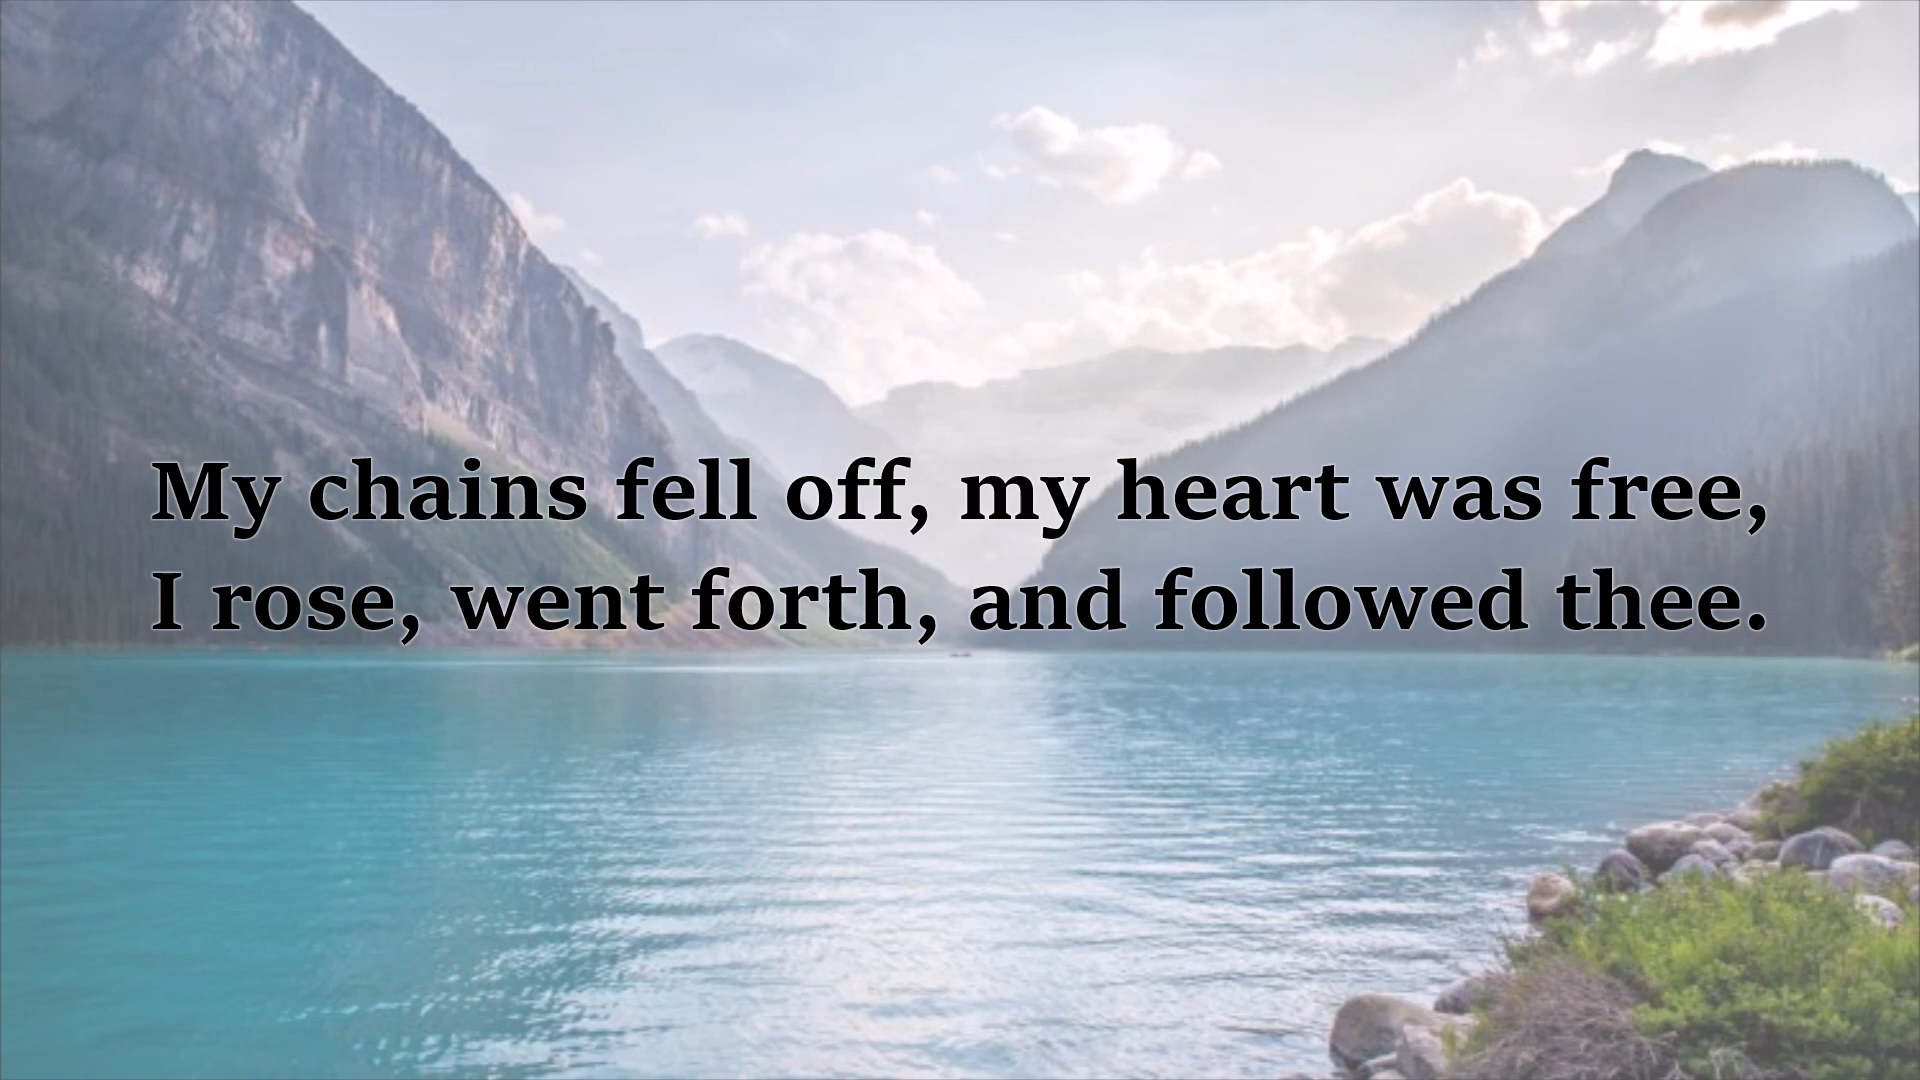 My chains fell off, my heart was free,
I rose, went forth, and followed thee.